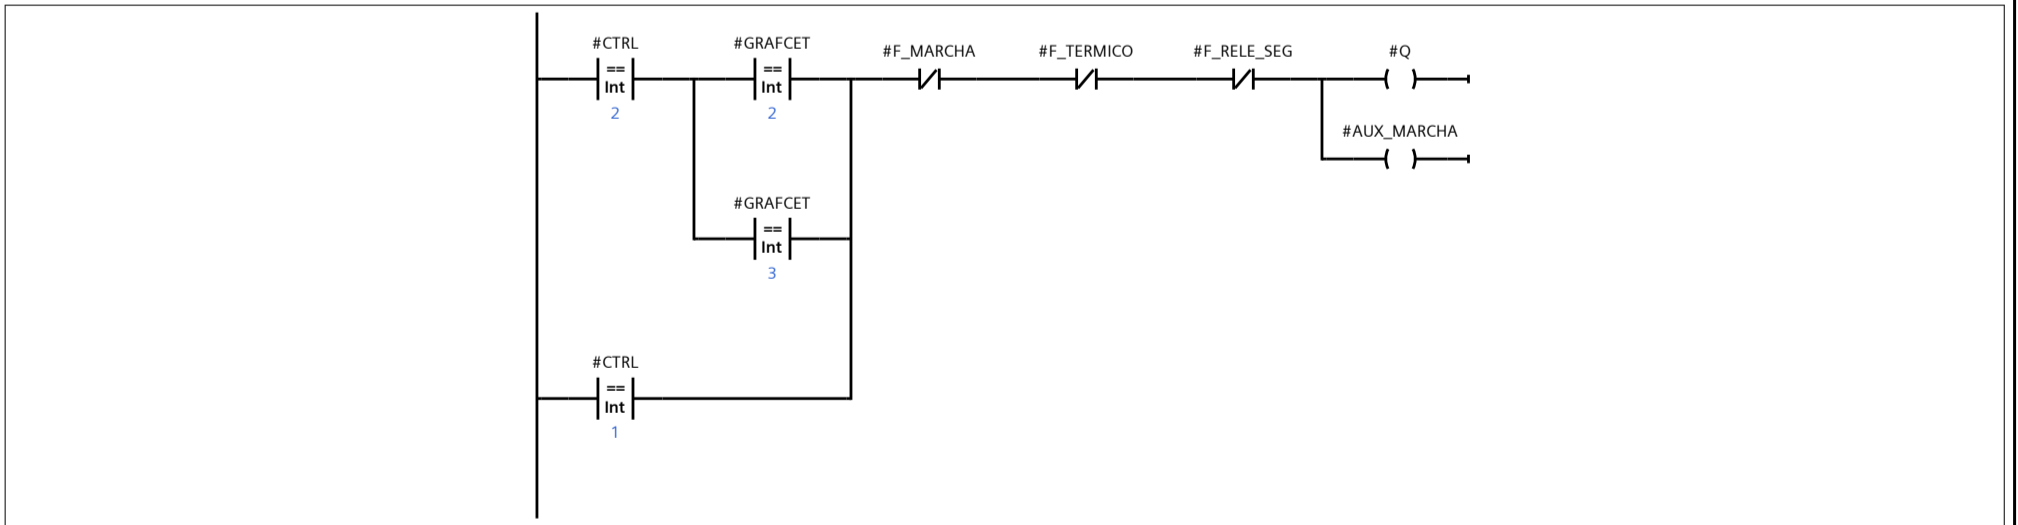 #CTRL
#GRAFCET
#F_MARCHA
#F_TERMICO
#F_RELE_SEG
#Q
==
Int
2
==
Int
2
#AUX_MARCHA
#GRAFCET
==
Int
3
#CTRL
==
Int
1